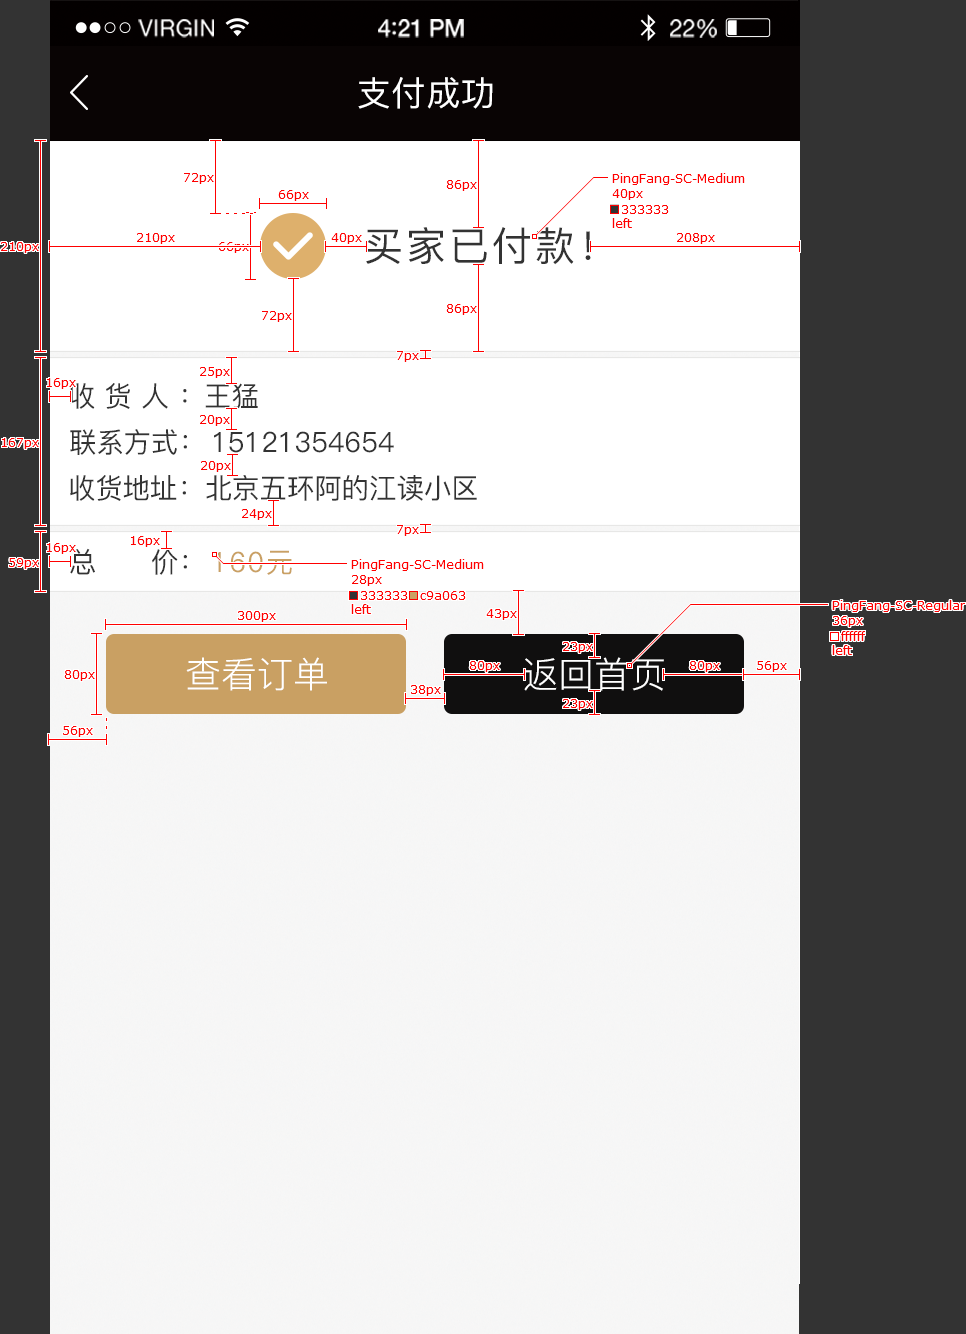 VIRGIN 4:21 PM 22%
支付成功
72px
86px
PingFang-SC-Medium
40px
333333
left
66px
210px
210px
66px
40px
买家已付款！
208px
72px
86px
7px
25px
16px
收 货 人 ： 王猛
20px
167px
联系方式： 15121354654
20px
收货地址： 北京五环阿的江读小区
24px
7px
16px
16px
59px
总 价： 160元
PingFang-SC-Medium
28px
333333 c9a063
left
300px
43px
PingFang-SC-Regular
36px
ffffff
left
80px
查看订单
23px
80px
返回首页
80px
56px
38px
23px
56px